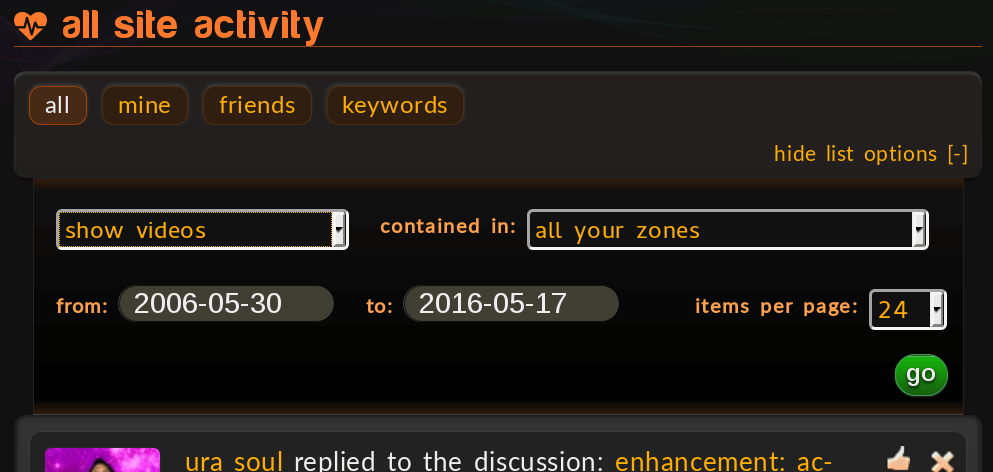 all site activity
all mine friends keywords
hide list options [-]
show videos contained in: all your zones
from: 2006-05-30 to: 2016-05-17 items per page: 24
go
ura soul replied to the discussion: enhancement: ac-